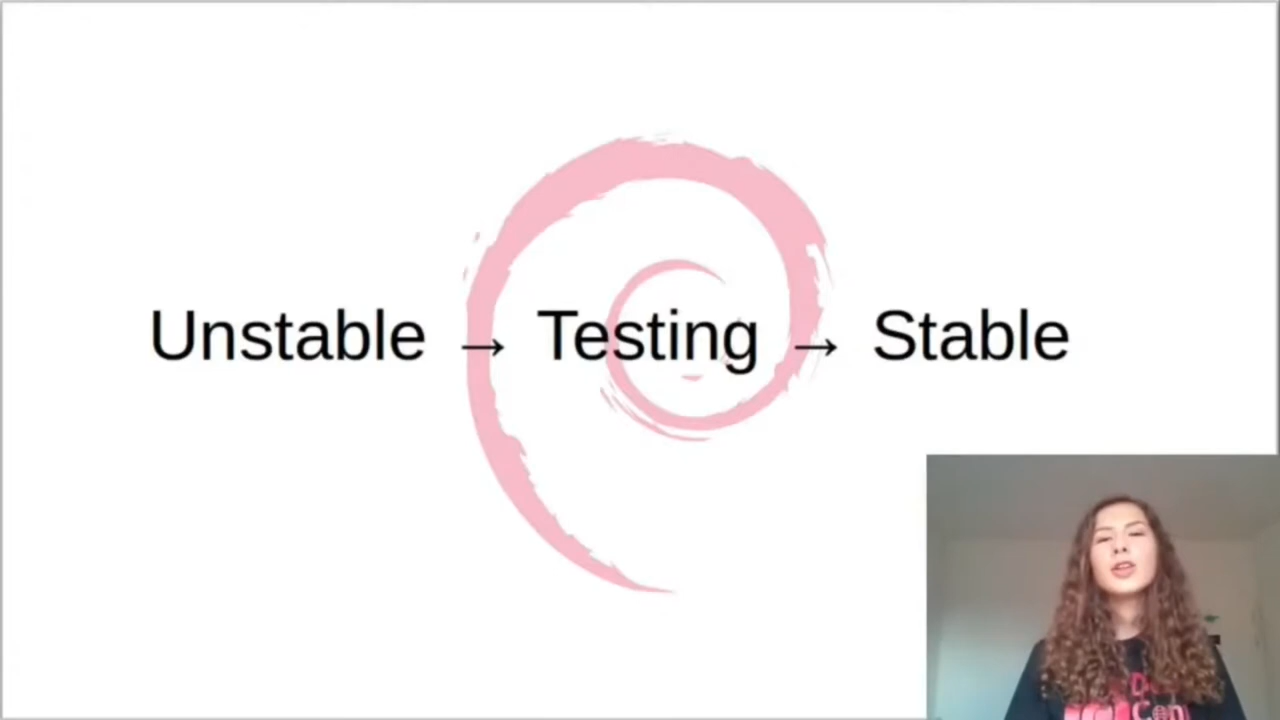 Unstable → Testing → Stable